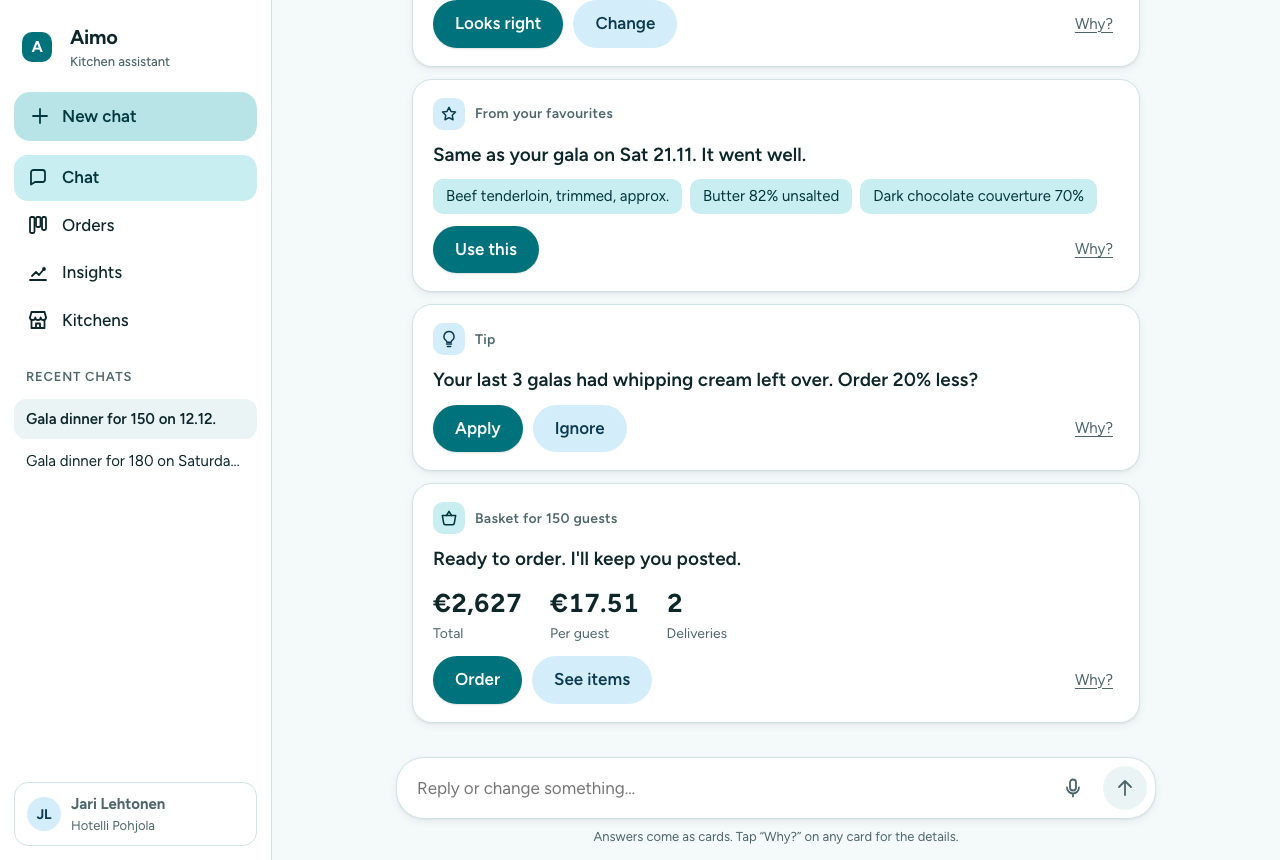 A
Aimo
Kitchen assistant
New chat
Chat
Orders
Insights
Kitchens
RECENT CHATS
Gala dinner for 150 on 12.12.
Gala dinner for 180 on Saturda...
JL
Jari Lehtonen
Hotelli Pohjola
Looks right
Change
Why?
From your favourites
Same as your gala on Sat 21.11. It went well.
Beef tenderloin, trimmed, approx.
Butter 82% unsalted
Dark chocolate couverture 70%
Use this
Why?
Tip
Your last 3 galas had whipping cream left over. Order 20% less?
Apply
Ignore
Why?
Basket for 150 guests
Ready to order. I'll keep you posted.
€2,627
Total
€17.51
Per guest
2
Deliveries
Order
See items
Why?
Reply or change something...
Answers come as cards. Tap “Why?” on any card for the details.